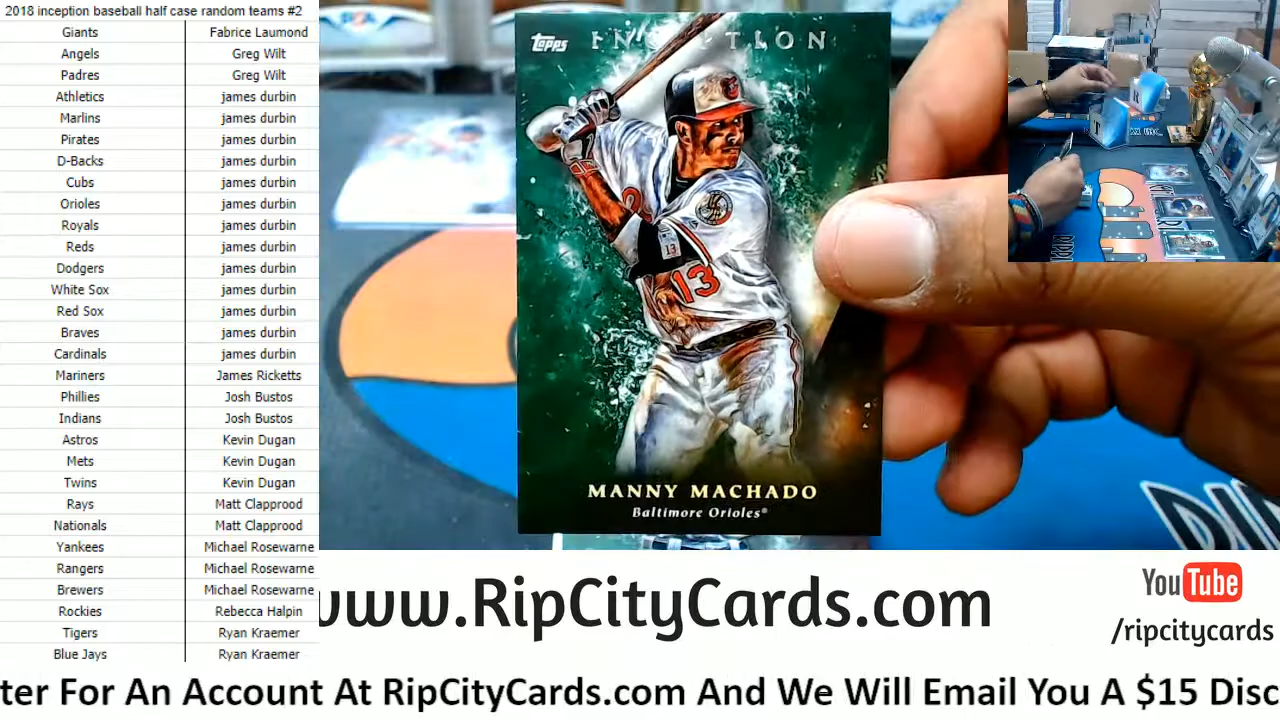 2018 inception baseball half case random teams #2
Giants Fabrice Laumond
Angels Greg Wilt
Padres Greg Wilt
Athletics james durbin
Marlins james durbin
Pirates james durbin
D-Backs james durbin
Cubs james durbin
Orioles james durbin
Royals james durbin
Reds james durbin
Dodgers james durbin
White Sox james durbin
Red Sox james durbin
Braves james durbin
Cardinals james durbin
Mariners James Ricketts
Phillies Josh Bustos
Indians Josh Bustos
Astros Kevin Dugan
Mets Kevin Dugan
Twins Kevin Dugan
Rays Matt Clapprood
Nationals Matt Clapprood
Yankees Michael Rosewarne
Rangers Michael Rosewarne
Brewers Michael Rosewarne
Rockies Rebecca Halpin
Tigers Ryan Kraemer
Blue Jays Ryan Kraemer
Topps INCEPTION
13
13
MANNY MACHADO
Baltimore Orioles®
www.RipCityCards.com
YouTube
/ripcitycards
ter For An Account At RipCityCards.com And We Will Email You A $15 Disc